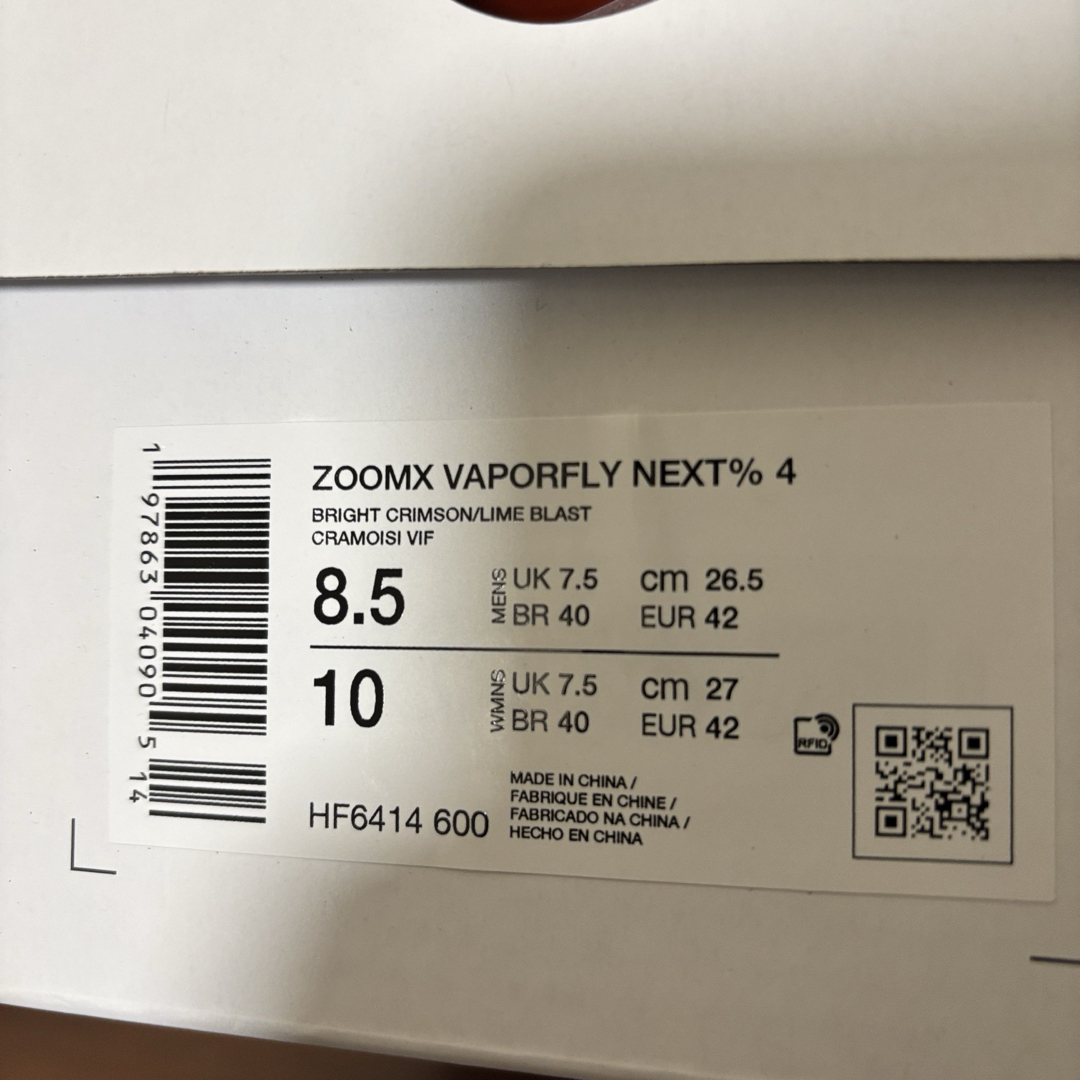 ZOOMX VAPORFLY NEXT% 4
BRIGHT CRIMSON/LIME BLAST
CRAMOISI VIF
8.5
MENS
UK 7.5 cm 26.5
BR 40 EUR 42
10
WMNS
UK 7.5 cm 27
BR 40 EUR 42
RFID
HF6414 600
MADE IN CHINA /
FABRIQUE EN CHINE /
FABRICADO NA CHINA /
HECHO EN CHINA
1 97863 04090 5 14